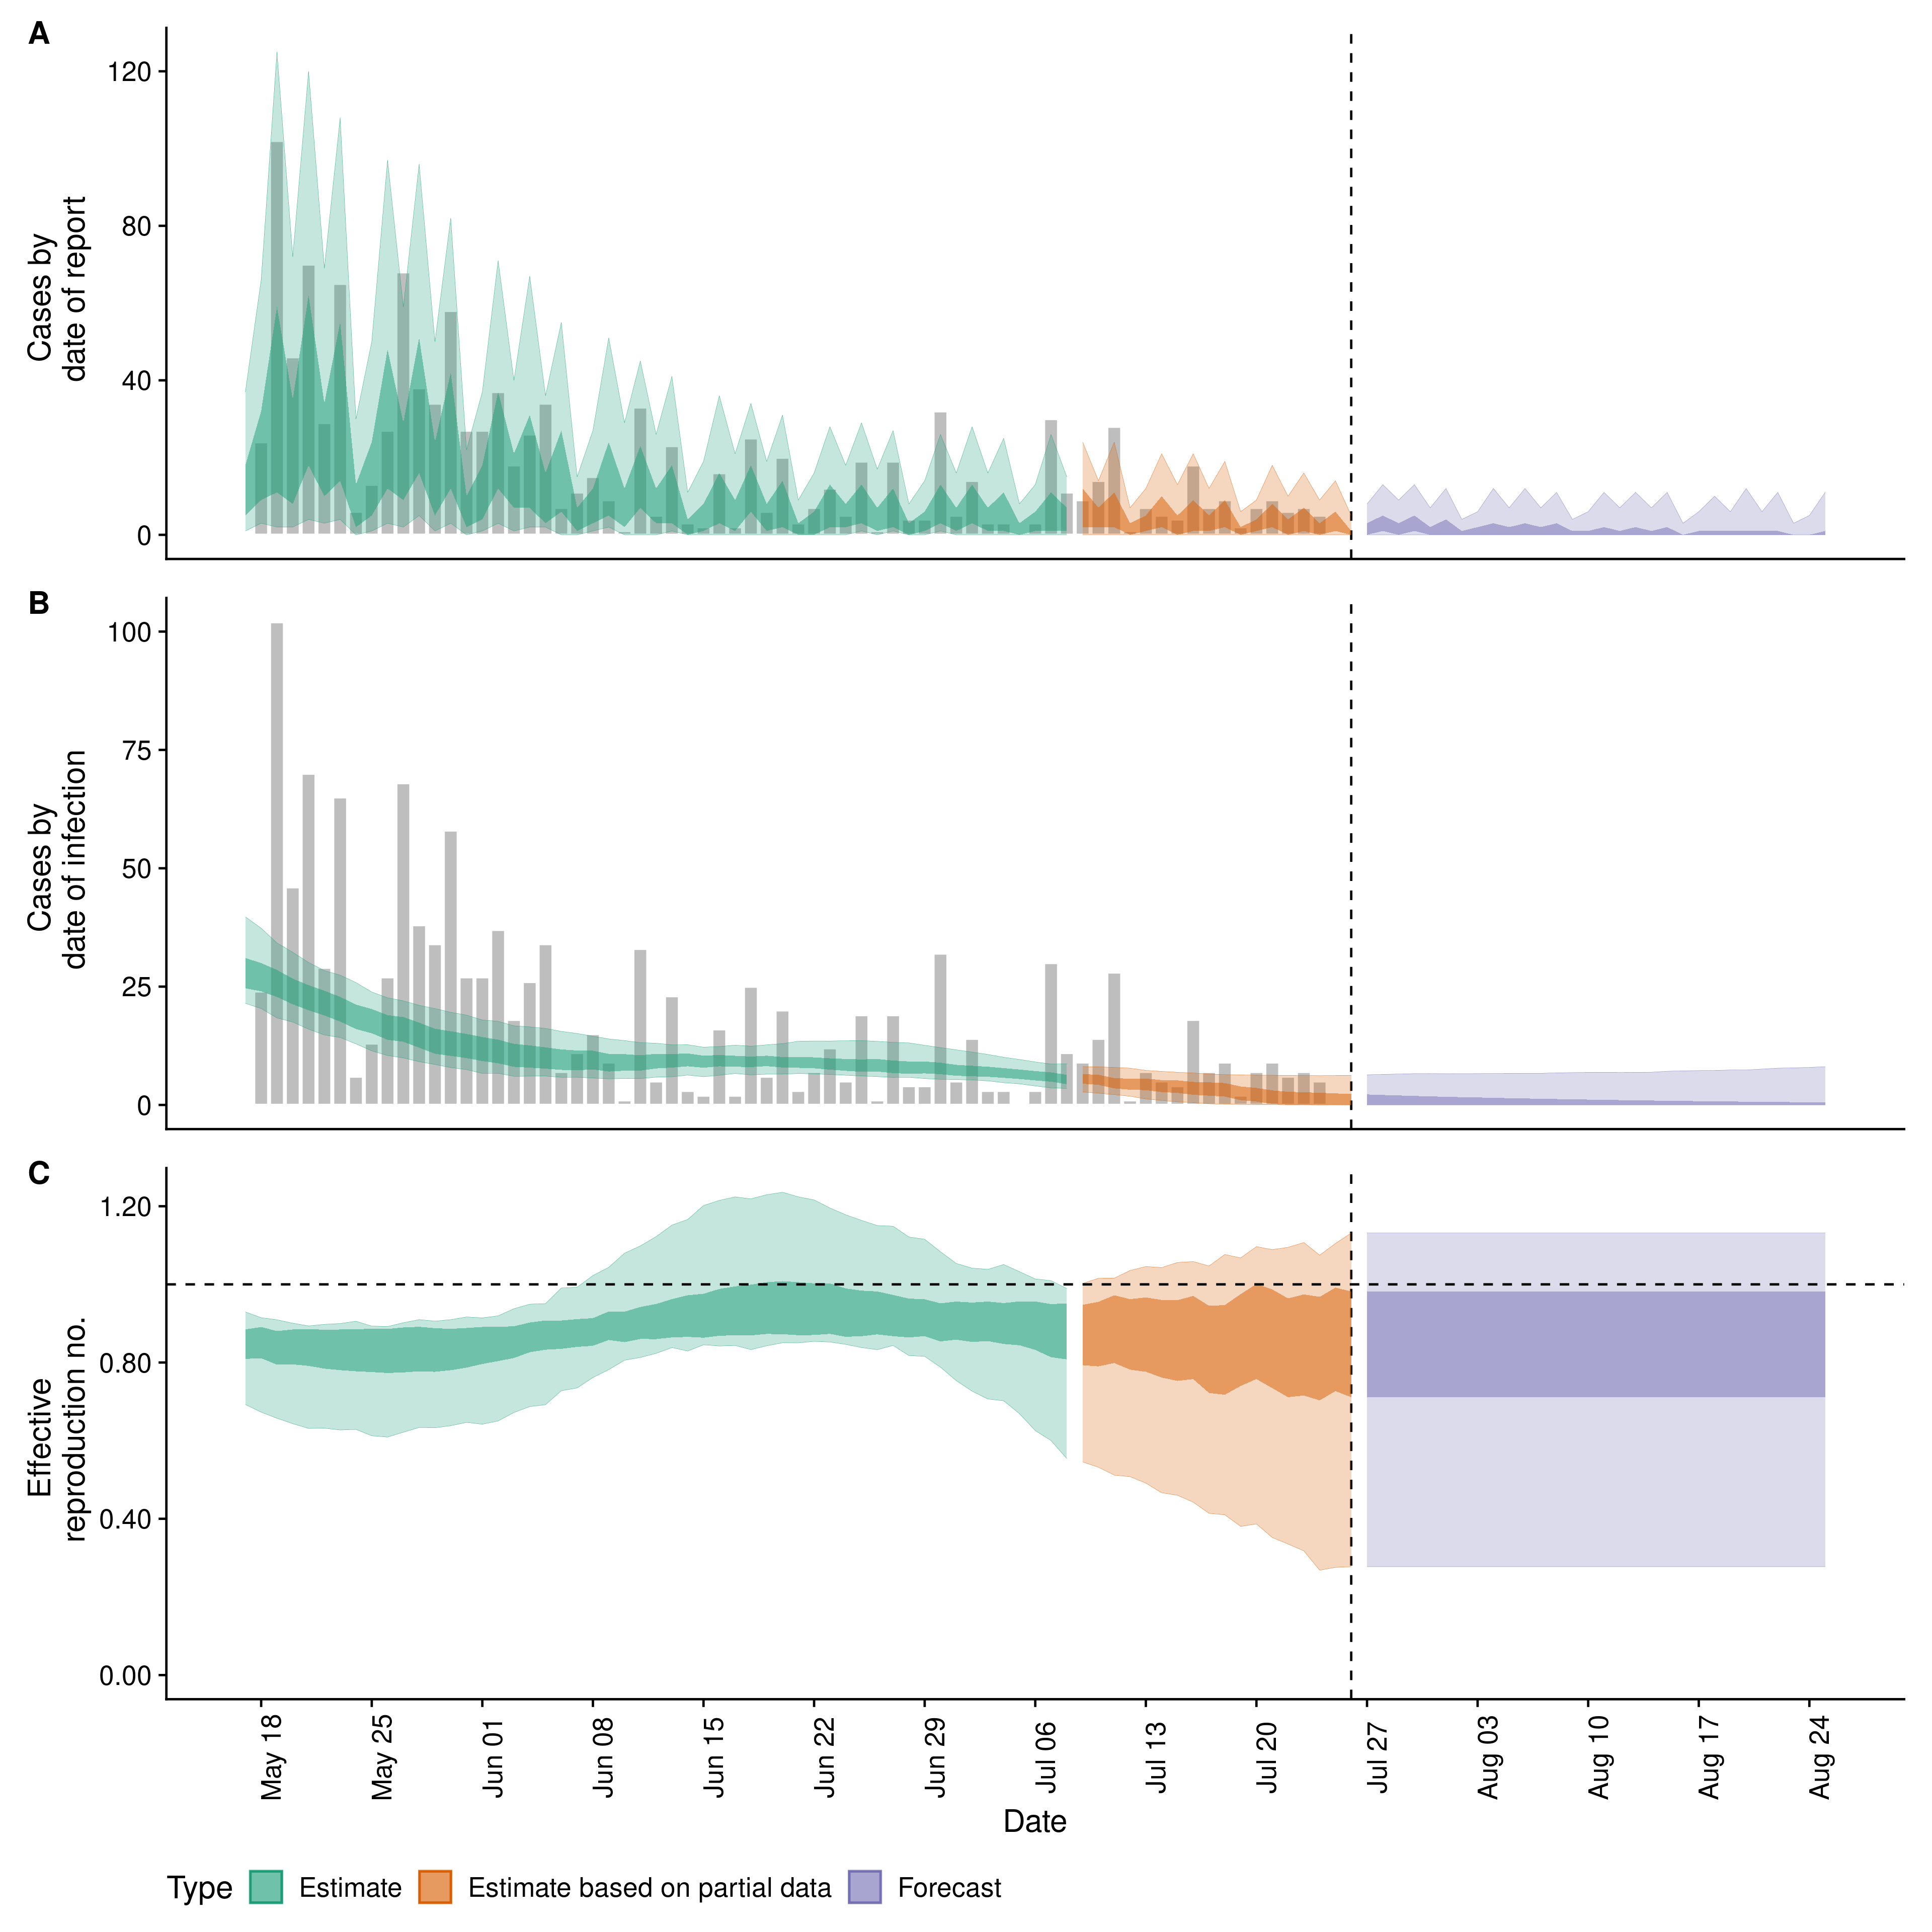 A
120
80
40
0
Cases by
date of report
B
100
75
50
25
0
Cases by
date of infection
C
1.20
0.80
0.40
0.00
Effective
reproduction no.
May 18
May 25
Jun 01
Jun 08
Jun 15
Jun 22
Jun 29
Jul 06
Jul 13
Jul 20
Jul 27
Aug 03
Aug 10
Aug 17
Aug 24
Date
Type Estimate Estimate based on partial data Forecast